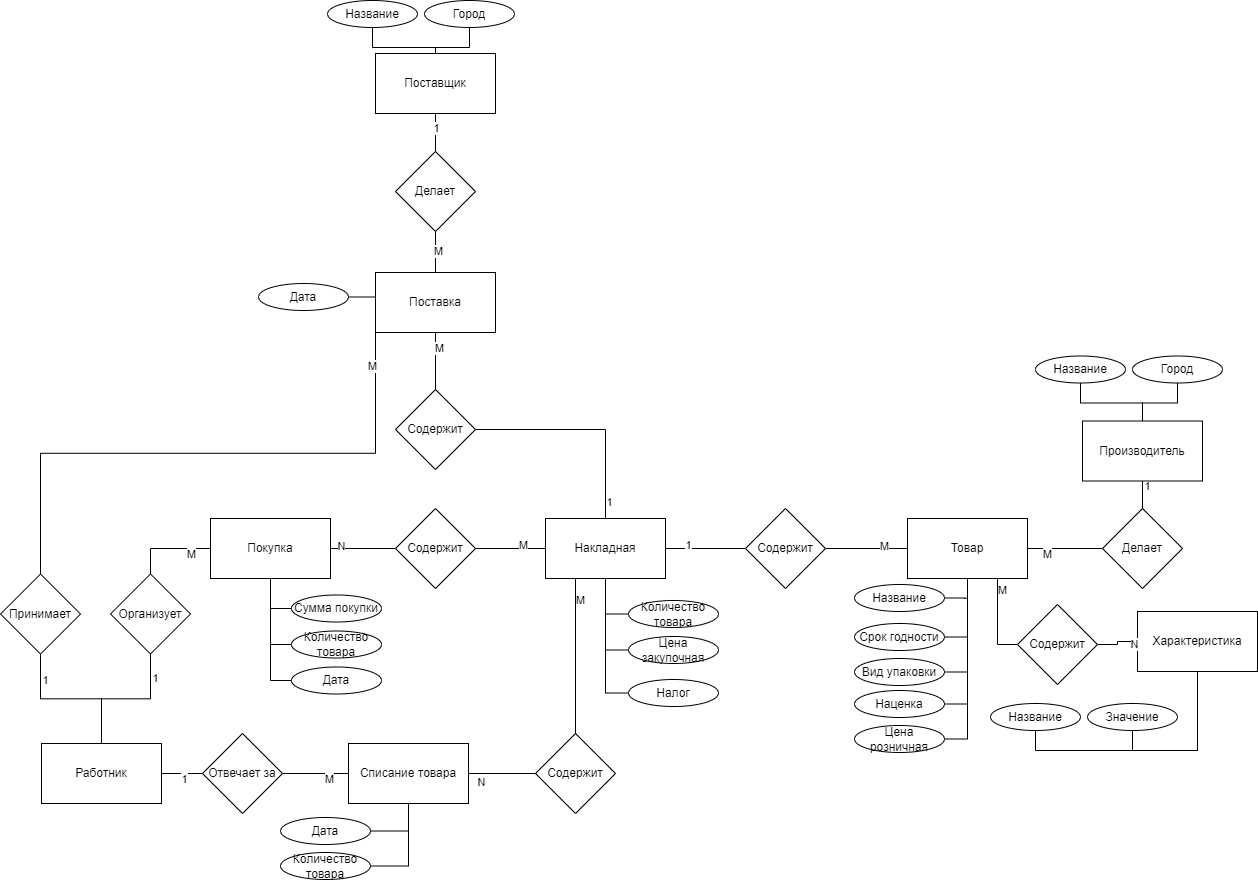 Название
Город
Поставщик
1
Делает
М
Дата
Поставка
М
М
Содержит
1
Название
Город
Производитель
1
Покупка
N
Содержит
М
Накладная
1
Содержит
М
Товар
М
Делает
М
Принимает
Организует
Сумма покупки
Количество
товара
Дата
1
1
М
Количество
товара
Цена
закупочная
Налог
Название
Срок годности
Вид упаковки
Наценка
Цена
розничная
М
Содержит
N
Характеристика
Название
Значение
Работник
1
Отвечает за
М
Списание товара
N
Содержит
Дата
Количество
товара